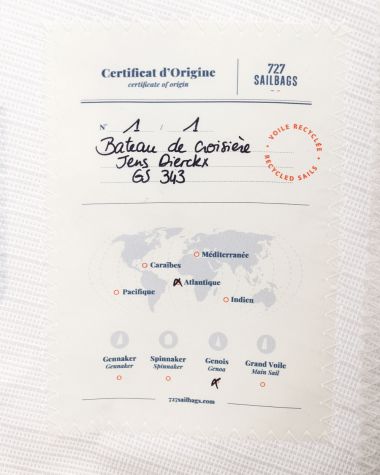 Certificat d'Origine
certificate of origin
727
SAILBAGS
N° 1 / 1
Bateau de Croisière
Jens Dierckx
GS 343
• VOILE RECYCLÉE •
RECYCLED SAILS
Méditerranée
Caraïbes
Atlantique
Pacifique
Indien
Gennaker Spinnaker Genois Grand Voile
Gennaker Spinnaker Genoa Main Sail
727sailbags.com